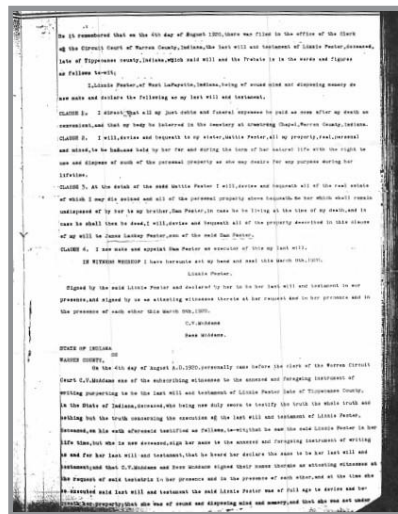 Be it remembered that on the 4th day of August 1920, there was filed in the office of the Clerk
of the Circuit Court of Warren County, Indiana, the last will and testament of Lizzie Foster, deceased,
late of Tippecanoe county, Indiana, which said will and the Probate is in the words and figures
as follows to-wit;
I, Lizzie Foster, of West LaFayette, Indiana, being of sound mind and disposing memory do
now make and declare the following as my last will and testament.
CLAUSE 1. I direct that all my just debts and funeral expenses be paid as soon after my death as
convenient, and that my body be interred in the cemetery at Armstrong Chapel, Warren County, Indiana.
CLAUSE 2. I will, devise and bequeath to my sister, Mattie Foster, all my property, real, personal
and mixed, to be held by her for and during the term of her natural life with the right to
use and dispose of such of the personal property as she may desire for any purpose during her
lifetime.
CLAUSE 3. At the death of the said Mattie Foster I will, devise and bequeath all of the real estate
of which I may die seized and all of the personal property above bequeath to her which shall remain
undisposed of by her to my brother, Sam Foster, in case he be living at the time of my death, and in
case he shall then be dead, I will, devise and bequeath all of the property described in this clause
of my will to James Lackey Foster, son of the said Sam Foster.
CLAUSE 4. I now make and appoint Sam Foster as executor of this my last will.
IN WITNESS WHEREOF I have hereunto set my hand and seal this March 9th, 1920.
Lizzie Foster.
Signed by the said Lizzie Foster and declared by her to be her last will and testament in our
presence, and signed by us as attesting witnesses thereto at her request and in her presence and in
the presence of each other this March 9th, 1920.
C.V. McAdams
Bess McAdams.
STATE OF INDIANA
WARREN COUNTY,
On the 4th day of August A.D. 1920, personally came before the Clerk of the Warren Circuit
Court C.V. McAdams one of the subscribing witnesses to the annexed and foregoing instrument of
writing purporting to be the last will and testament of Lizzie Foster late of Tippecanoe County,
in the State of Indiana, deceased, who being now duly sworn to testify the truth the whole truth and
nothing but the truth concerning the execution of the last will and testament of Lizzie Foster,
deceased, on his oath aforesaid testified as follows, to-wit; that he saw the said Lizzie Foster in her
life time, but who is now deceased, sign her name to the annexed and foregoing instrument of writing
as and for her last will and testament, that he heard her declare the same to be her last will and
testament; and that C.V. McAdams and Bess McAdams signed their names thereto as attesting witnesses at
the request of said testatrix in her presence and in the presence of each other, and at the time she
so executed said last will and testament the said Lizzie Foster was of full age to devise and be-
queath her property; that she was of sound and disposing mind and memory, and that she was not under